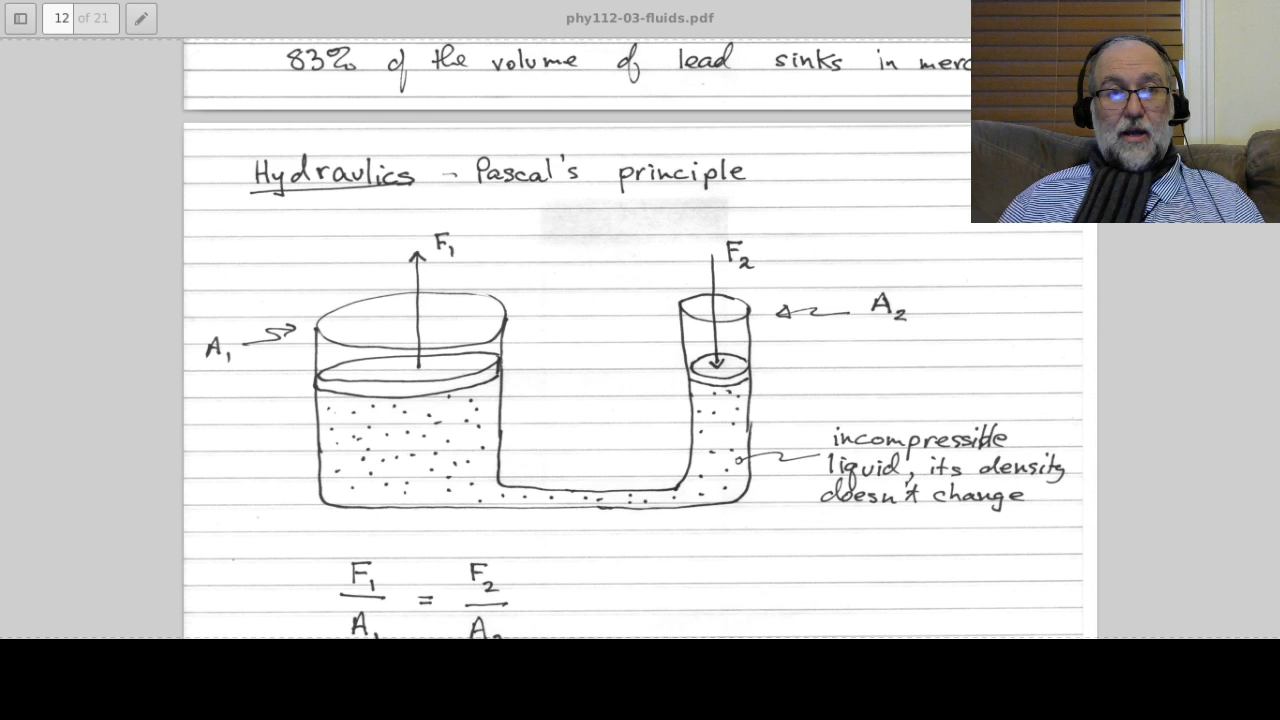 12 of 21
phy112-03-fluids.pdf
83% of the volume of lead sinks in merc
Hydraulics - Pascal's principle
F₁
F₂
A₁
A₂
incompressible
liquid, its density
doesn't change
F₁ = F₂
A₁ A₂